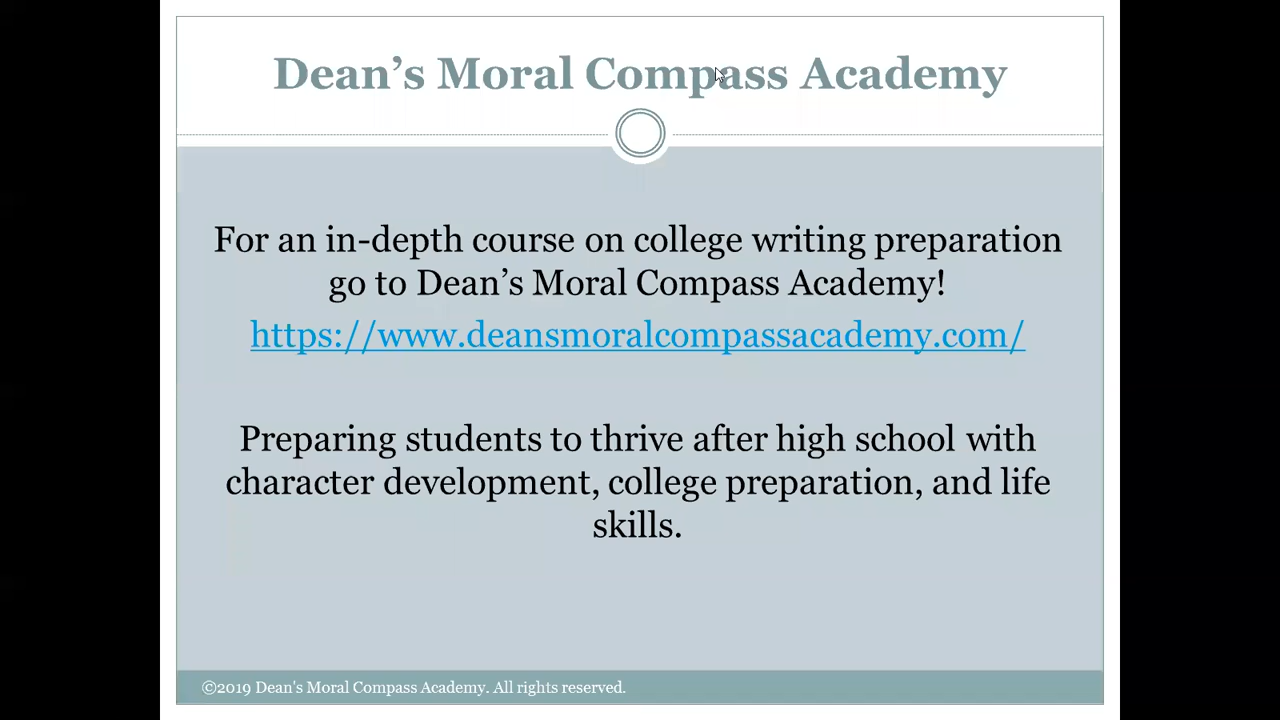 Dean’s Moral Compass Academy
For an in-depth course on college writing preparation
go to Dean’s Moral Compass Academy!
https://www.deansmoralcompassacademy.com/
Preparing students to thrive after high school with
character development, college preparation, and life
skills.
©2019 Dean's Moral Compass Academy. All rights reserved.